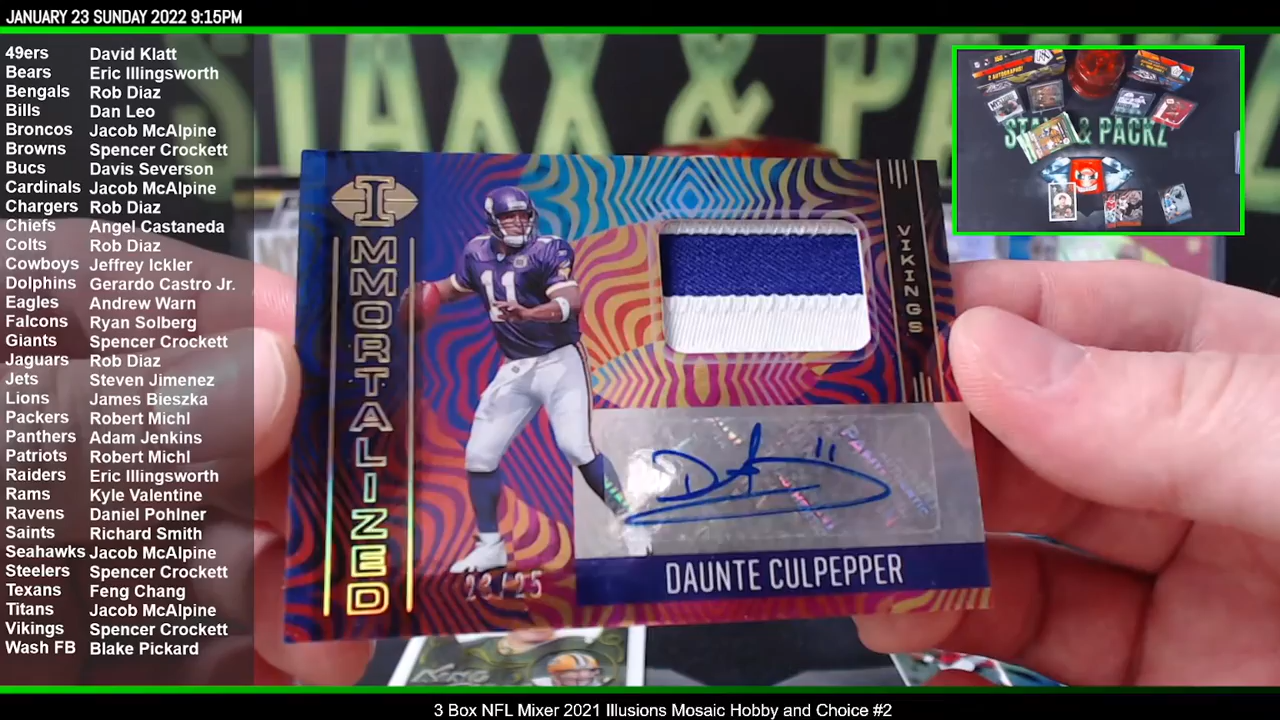 JANUARY 23 SUNDAY 2022 9:15PM
49ers David Klatt
Bears Eric Illingsworth
Bengals Rob Diaz
Bills Dan Leo
Broncos Jacob McAlpine
Browns Spencer Crockett
Bucs Davis Severson
Cardinals Jacob McAlpine
Chargers Rob Diaz
Chiefs Angel Castaneda
Colts Rob Diaz
Cowboys Jeffrey Ickler
Dolphins Gerardo Castro Jr.
Eagles Andrew Warn
Falcons Ryan Solberg
Giants Spencer Crockett
Jaguars Rob Diaz
Jets Steven Jimenez
Lions James Bieszka
Packers Robert Michl
Panthers Adam Jenkins
Patriots Robert Michl
Raiders Eric Illingsworth
Rams Kyle Valentine
Ravens Daniel Pohlner
Saints Richard Smith
Seahawks Jacob McAlpine
Steelers Spencer Crockett
Texans Feng Chang
Titans Jacob McAlpine
Vikings Spencer Crockett
Wash FB Blake Pickard
STAXX & PACKZ
IMMORTALIZED
11
VIKINGS
DAUNTE CULPEPPER
23/25
& PACKZ
3 Box NFL Mixer 2021 Illusions Mosaic Hobby and Choice #2